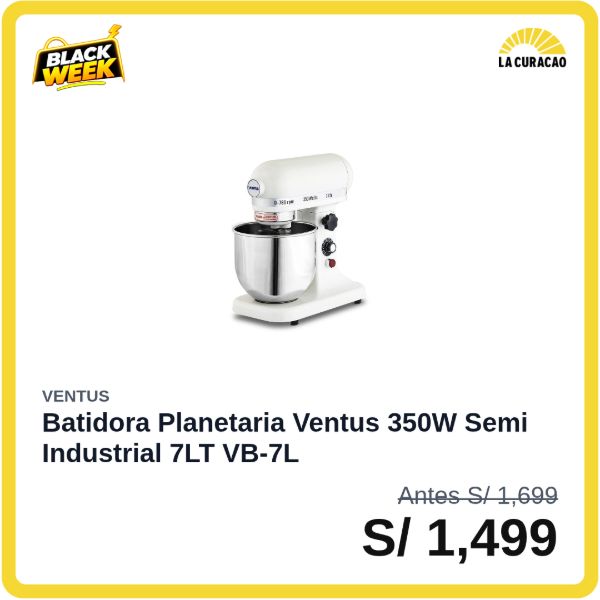 BLACK
WEEK
LA CURACAO
VENTUS
Batidora Planetaria Ventus 350W Semi
Industrial 7LT VB-7L
Antes S/ 1,699
S/ 1,499